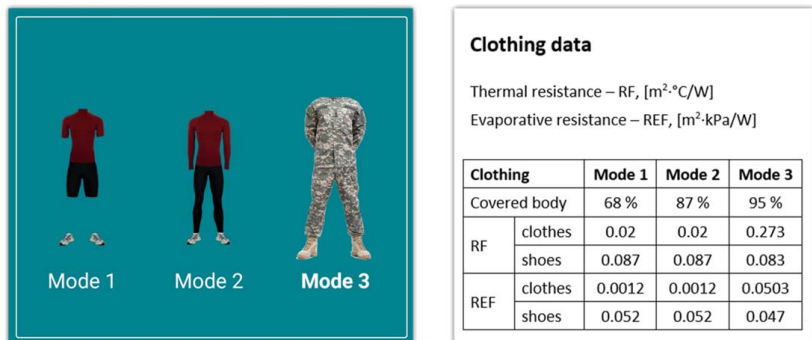 Mode 1
Mode 2
Mode 3
Clothing data
Thermal resistance – RF, [m²·°C/W]
Evaporative resistance – REF, [m²·kPa/W]
Clothing Mode 1 Mode 2 Mode 3
Covered body 68 % 87 % 95 %
RF clothes 0.02 0.02 0.273
shoes 0.087 0.087 0.083
REF clothes 0.0012 0.0012 0.0503
shoes 0.052 0.052 0.047